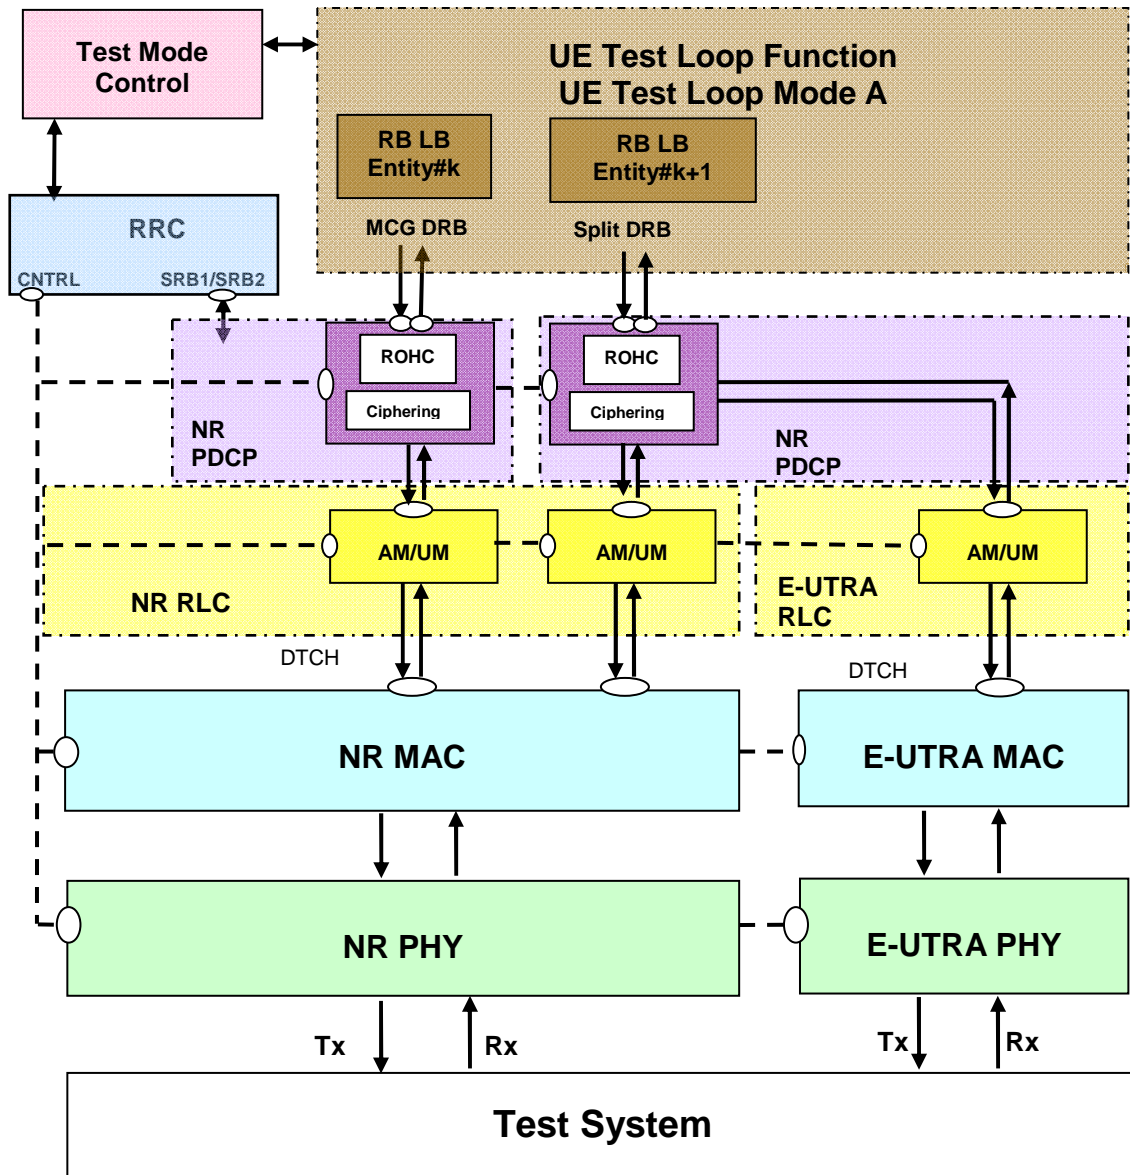 Test Mode
Control
UE Test Loop Function
UE Test Loop Mode A
RB LB
Entity#k
RB LB
Entity#k+1
MCG DRB
Split DRB
RRC
CNTRL
SRB1/SRB2
ROHC
Ciphering
ROHC
Ciphering
NR
PDCP
NR
PDCP
AM/UM
AM/UM
AM/UM
NR RLC
E-UTRA
RLC
DTCH
DTCH
NR MAC
E-UTRA MAC
NR PHY
E-UTRA PHY
Tx
Rx
Tx
Rx
Test System